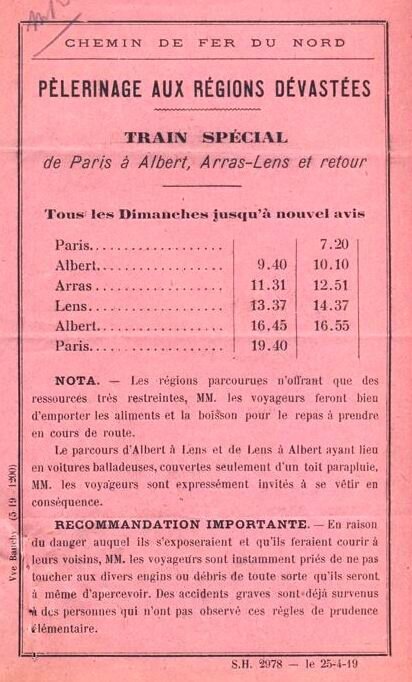 CHEMIN DE FER DU NORD
PÈLERINAGE AUX RÉGIONS DÉVASTÉES
TRAIN SPÉCIAL
de Paris à Albert, Arras-Lens et retour
Tous les Dimanches jusqu'à nouvel avis
Paris.................... 7.20
Albert................... 9.40 10.10
Arras.................... 11.31 12.51
Lens..................... 13.37 14.37
Albert................... 16.45 16.55
Paris.................... 19.40
NOTA. — Les régions parcourues n'offrant que des
ressources très restreintes, MM. les voyageurs feront bien
d'emporter les aliments et la boisson pour le repas à prendre
en cours de route.
Le parcours d'Albert à Lens et de Lens à Albert ayant lieu
en voitures balladeuses, couvertes seulement d'un toit parapluie,
MM. les voyageurs sont expressément invités à se vêtir en
conséquence.
RECOMMANDATION IMPORTANTE. — En raison
du danger auquel ils s'exposeraient et qu'ils feraient courir à
leurs voisins, MM. les voyageurs sont instamment priés de ne pas
toucher aux divers engins ou débris de toute sorte qu'ils seront
à même d'apercevoir. Des accidents graves sont déjà survenus
à des personnes qui n'ont pas observé ces règles de prudence
élémentaire.
S.H. 2978 — le 25-4-19
Vve (5-19 1200)